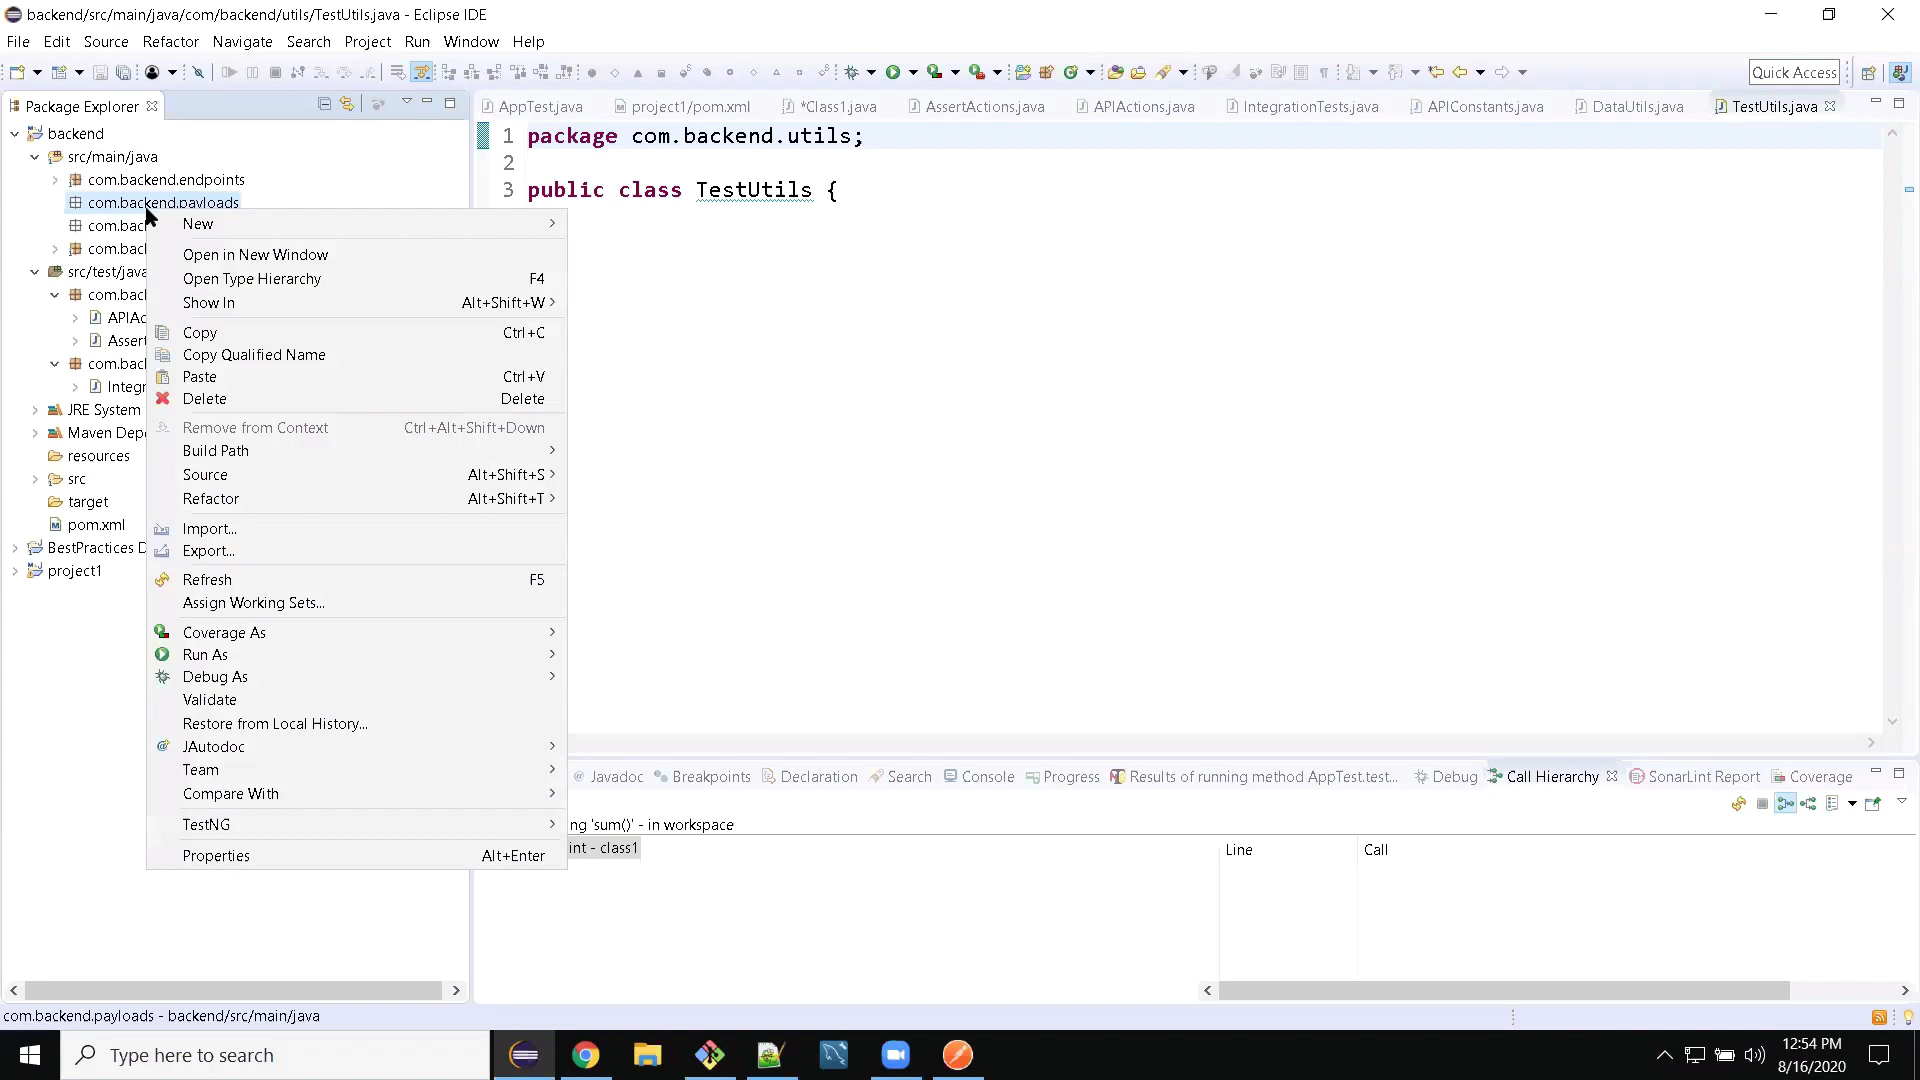 backend/src/main/java/com/backend/utils/TestUtils.java - Eclipse IDE
File Edit Source Refactor Navigate Search Project Run Window Help
Quick Access
Package Explorer
AppTest.java project1/pom.xml *Class1.java AssertActions.java APIActions.java IntegrationTests.java APIConstants.java DataUtils.java TestUtils.java
backend
src/main/java
com.backend.endpoints
com.backend.payloads
com.bac
com.bac
src/test/java
com.bac
APIAc
Assert
com.bac
Integr
JRE System
Maven Dep
resources
src
target
pom.xml
BestPractices D
project1
1 package com.backend.utils;
2
3 public class TestUtils {
New
Open in New Window
Open Type Hierarchy F4
Show In Alt+Shift+W
Copy Ctrl+C
Copy Qualified Name
Paste Ctrl+V
Delete Delete
Remove from Context Ctrl+Alt+Shift+Down
Build Path
Source Alt+Shift+S
Refactor Alt+Shift+T
Import...
Export...
Refresh F5
Assign Working Sets...
Coverage As
Run As
Debug As
Validate
Restore from Local History...
JAutodoc
Team
Compare With
TestNG
Properties Alt+Enter
Javadoc Breakpoints Declaration Search Console Progress Results of running method AppTest.test... Debug Call Hierarchy SonarLint Report Coverage
ng 'sum()' - in workspace
int - class1
Line Call
com.backend.payloads - backend/src/main/java
Type here to search
12:54 PM
8/16/2020